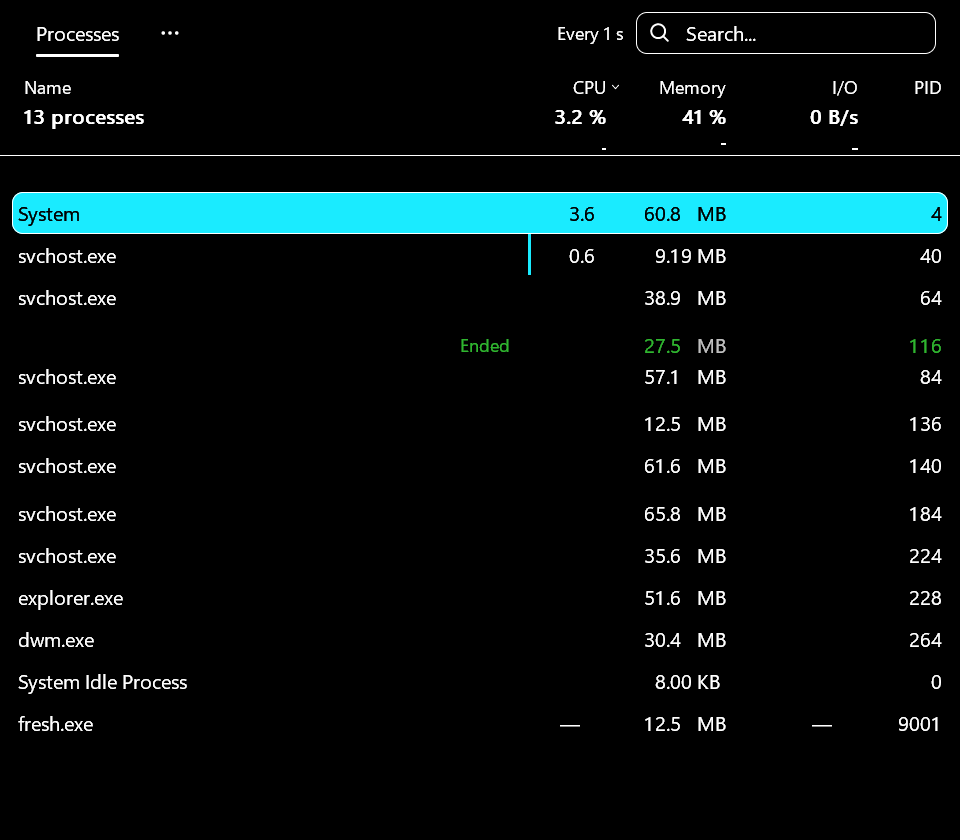 Processes ••• Every 1 s Search...
Name CPU Memory I/O PID
13 processes 3.2 % 41 % 0 B/s
- - -
System 3.6 60.8 MB 4
svchost.exe 0.6 9.19 MB 40
svchost.exe 38.9 MB 64
Ended 27.5 MB 116
svchost.exe 57.1 MB 84
svchost.exe 12.5 MB 136
svchost.exe 61.6 MB 140
svchost.exe 65.8 MB 184
svchost.exe 35.6 MB 224
explorer.exe 51.6 MB 228
dwm.exe 30.4 MB 264
System Idle Process 8.00 KB 0
fresh.exe — 12.5 MB — 9001